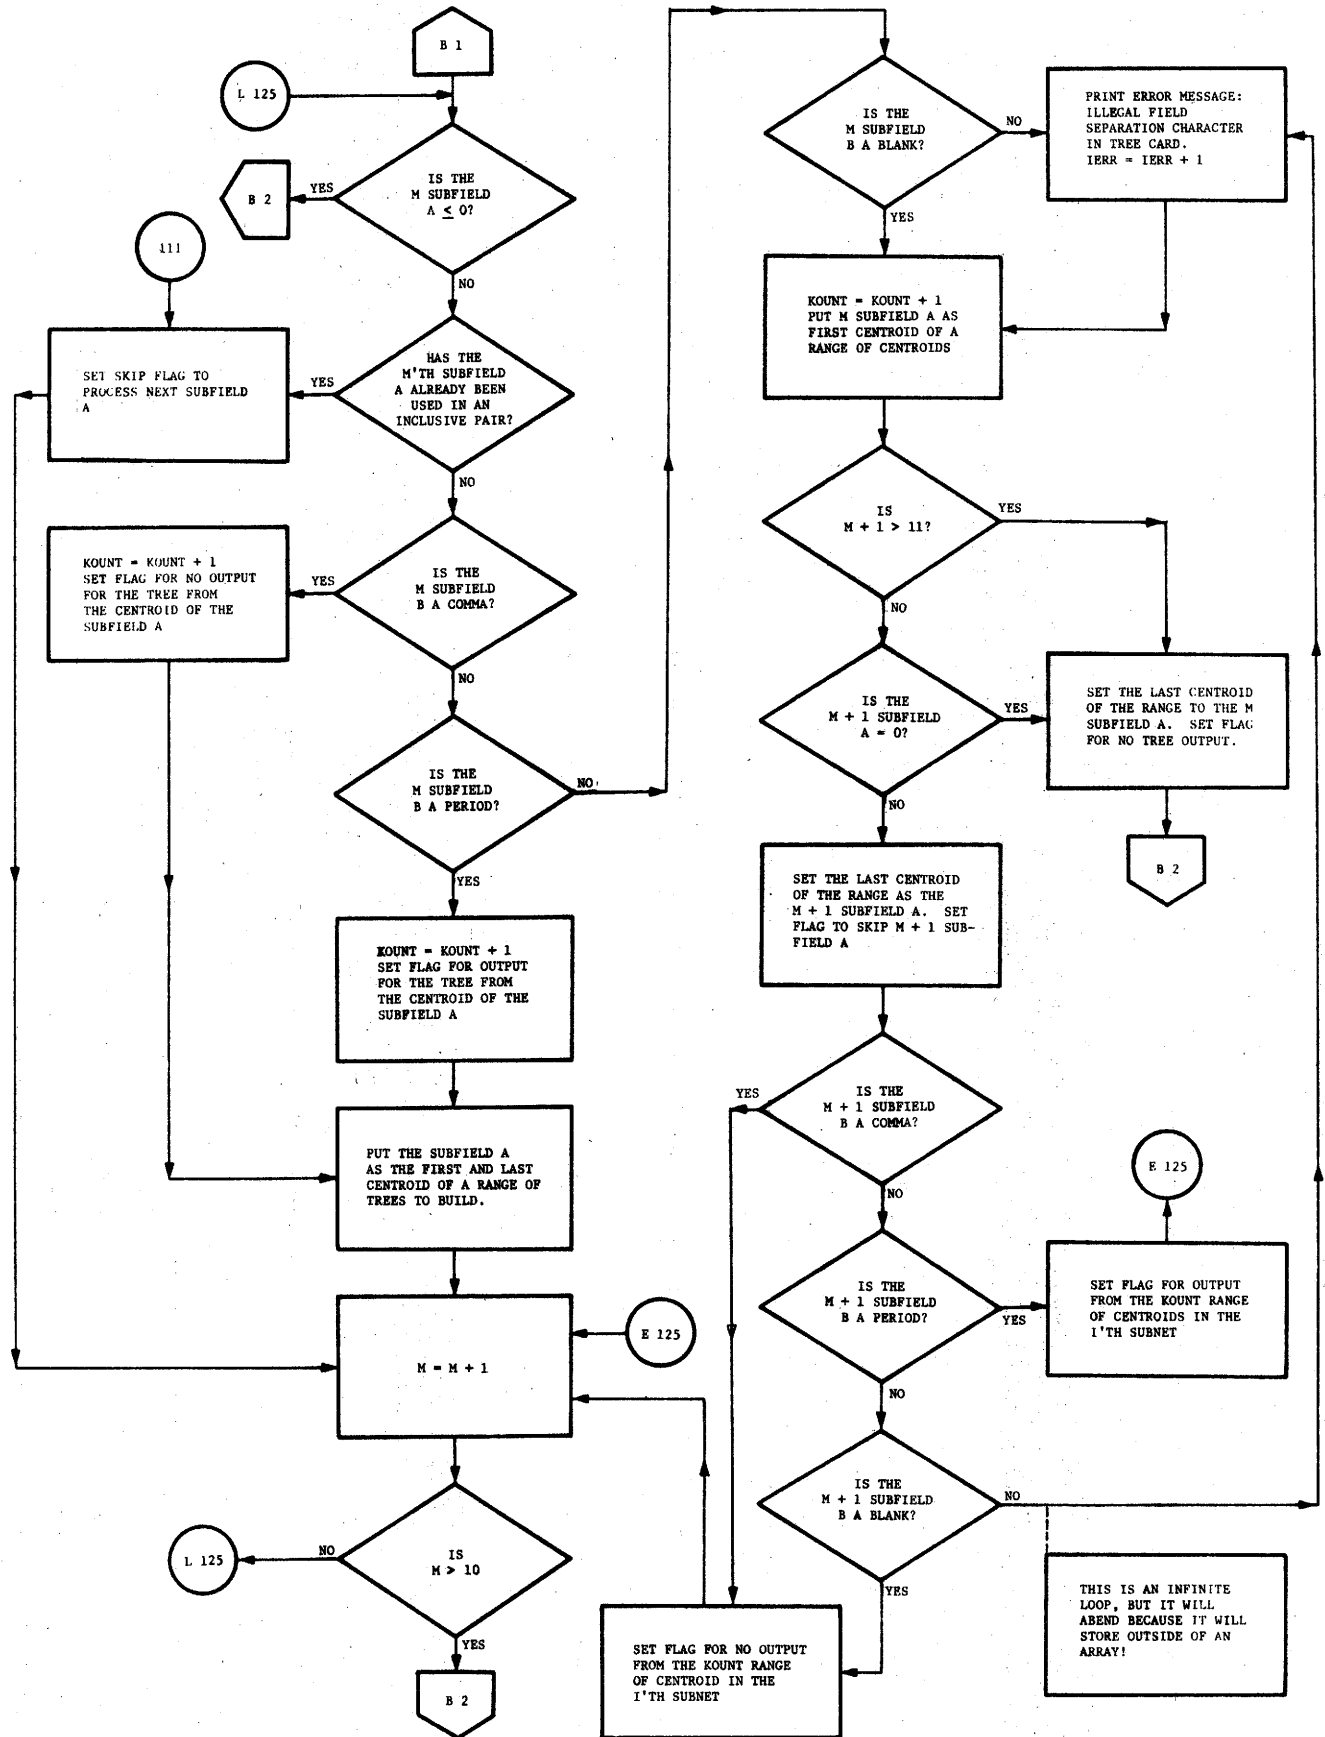 B 1
L 125
IS THE
M SUBFIELD
A ≤ 0?
YES
B 2
NO
111
SET SKIP FLAG TO
PROCESS NEXT SUBFIELD
A
HAS THE
M'TH SUBFIELD
A ALREADY BEEN
USED IN AN
INCLUSIVE PAIR?
YES
NO
KOUNT = KOUNT + 1
SET FLAG FOR NO OUTPUT
FOR THE TREE FROM
THE CENTROID OF THE
SUBFIELD A
IS THE
M SUBFIELD
B A COMMA?
YES
NO
IS THE
M SUBFIELD
B A PERIOD?
NO
YES
KOUNT = KOUNT + 1
SET FLAG FOR OUTPUT
FOR THE TREE FROM
THE CENTROID OF THE
SUBFIELD A
PUT THE SUBFIELD A
AS THE FIRST AND LAST
CENTROID OF A RANGE OF
TREES TO BUILD.
M = M + 1
E 125
IS
M > 10
NO
L 125
YES
B 2
IS THE
M SUBFIELD
B A BLANK?
NO
YES
PRINT ERROR MESSAGE:
ILLEGAL FIELD
SEPARATION CHARACTER
IN TREE CARD.
IERR = IERR + 1
KOUNT = KOUNT + 1
PUT M SUBFIELD A AS
FIRST CENTROID OF A
RANGE OF CENTROIDS
IS
M + 1 > 11?
YES
NO
IS THE
M + 1 SUBFIELD
A = 0?
YES
NO
SET THE LAST CENTROID
OF THE RANGE TO THE M
SUBFIELD A. SET FLAG
FOR NO TREE OUTPUT.
B 2
SET THE LAST CENTROID
OF THE RANGE AS THE
M + 1 SUBFIELD A. SET
FLAG TO SKIP M + 1 SUB-
FIELD A
IS THE
M + 1 SUBFIELD
B A COMMA?
YES
NO
E 125
IS THE
M + 1 SUBFIELD
B A PERIOD?
YES
NO
SET FLAG FOR OUTPUT
FROM THE KOUNT RANGE
OF CENTROIDS IN THE
I'TH SUBNET
IS THE
M + 1 SUBFIELD
B A BLANK?
NO
YES
THIS IS AN INFINITE
LOOP, BUT IT WILL
ABEND BECAUSE IT WILL
STORE OUTSIDE OF AN
ARRAY!
SET FLAG FOR NO OUTPUT
FROM THE KOUNT RANGE
OF CENTROID IN THE
I'TH SUBNET